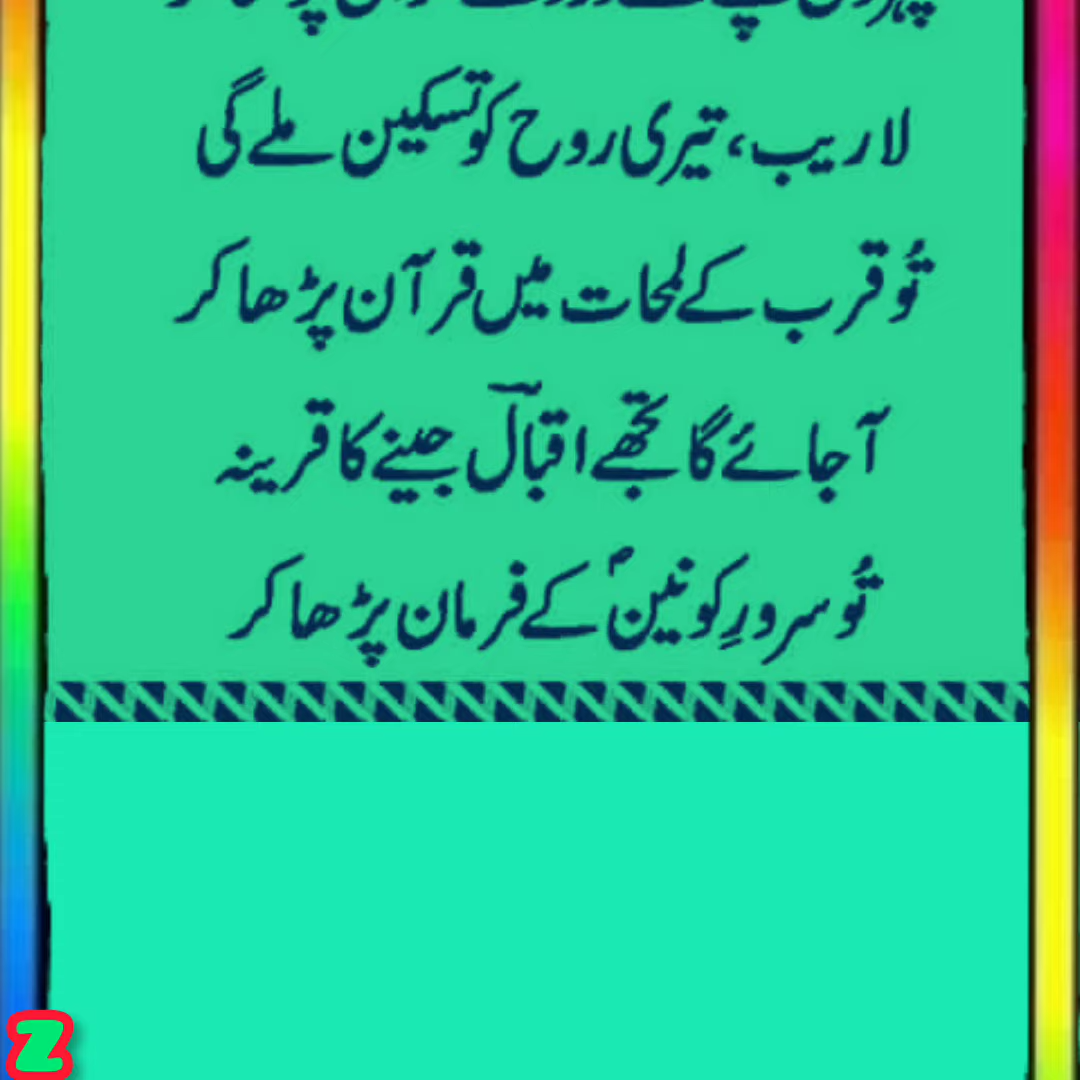 لاریب، تیری روح کو تسکین ملے گی
تُو قرب کے لمحات میں قرآن پڑھا کر
آ جائے گا تجھے اقبالؔ جینے کا قرینہ
تُو سرورِ کونینؐ کے فرمان پڑھا کر
Z